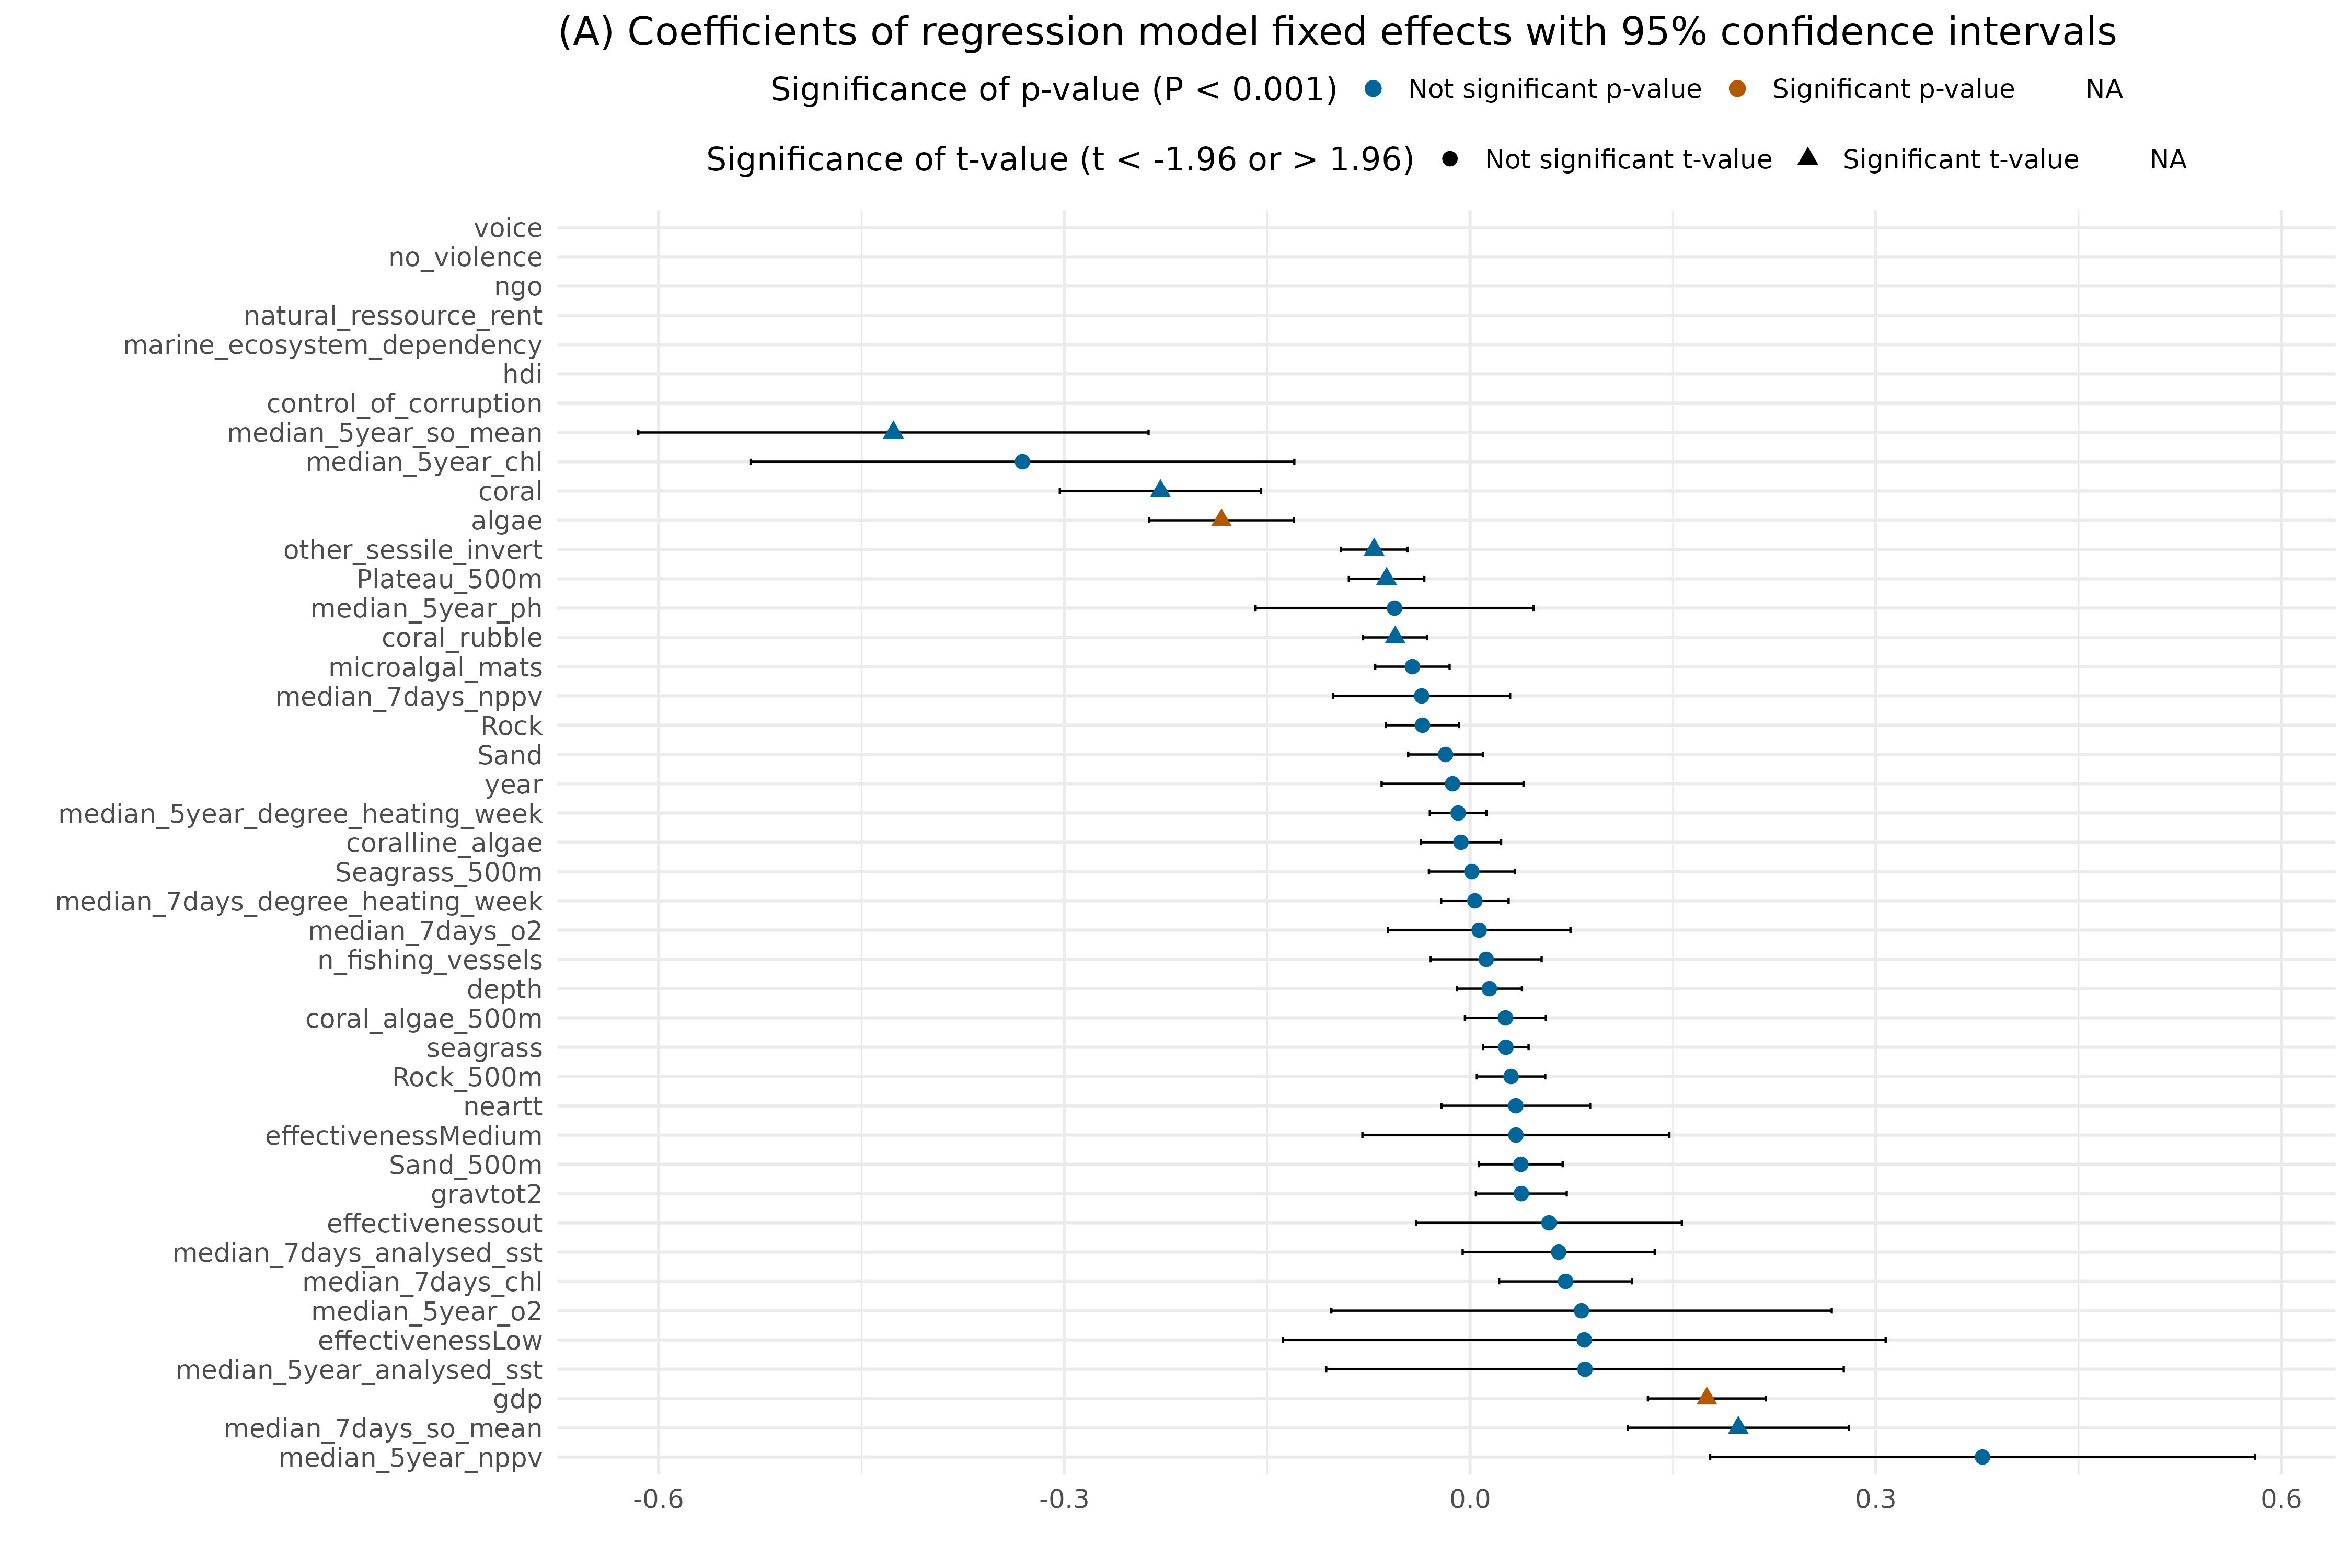 (A) Coefficients of regression model fixed effects with 95% confidence intervals
Significance of p-value (P < 0.001) Not significant p-value Significant p-value NA
Significance of t-value (t < -1.96 or > 1.96) Not significant t-value Significant t-value NA
voice
no_violence
ngo
natural_ressource_rent
marine_ecosystem_dependency
hdi
control_of_corruption
median_5year_so_mean
median_5year_chl
coral
algae
other_sessile_invert
Plateau_500m
median_5year_ph
coral_rubble
microalgal_mats
median_7days_nppv
Rock
Sand
year
median_5year_degree_heating_week
coralline_algae
Seagrass_500m
median_7days_degree_heating_week
median_7days_o2
n_fishing_vessels
depth
coral_algae_500m
seagrass
Rock_500m
neartt
effectivenessMedium
Sand_500m
gravtot2
effectivenessout
median_7days_analysed_sst
median_7days_chl
median_5year_o2
effectivenessLow
median_5year_analysed_sst
gdp
median_7days_so_mean
median_5year_nppv
-0.6 -0.3 0.0 0.3 0.6